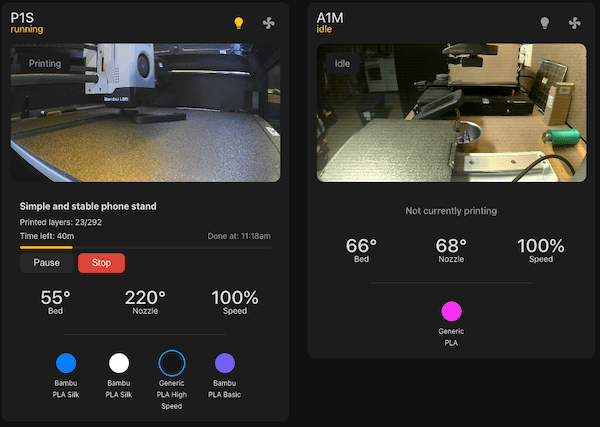 P1S
running
Printing
Bambu Lab
Simple and stable phone stand
Printed layers: 23/292
Time left: 40m
Done at: 11:18am
Pause
Stop
55°
Bed
220°
Nozzle
100%
Speed
Bambu
PLA Silk
Bambu
PLA Silk
Generic
PLA High
Speed
Bambu
PLA Basic
A1M
idle
Idle
Not currently printing
66°
Bed
68°
Nozzle
100%
Speed
Generic
PLA